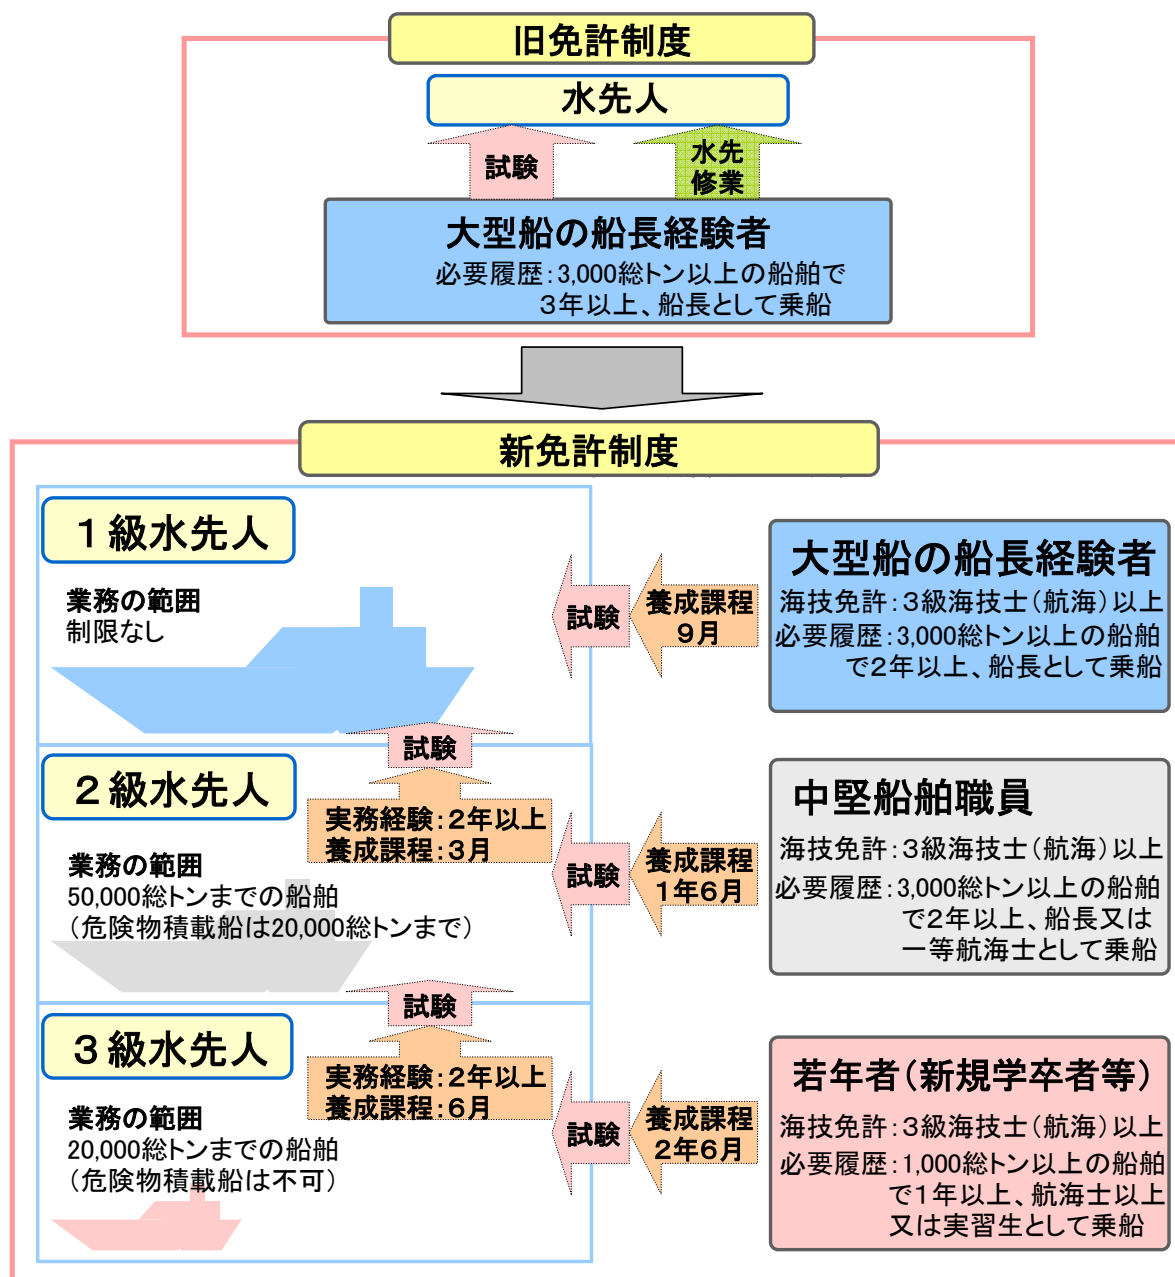 旧免許制度
水先人
試験
水先
修業
大型船の船長経験者
必要履歴：3,000総トン以上の船舶で
３年以上、船長として乗船
新免許制度
１級水先人
業務の範囲
制限なし
試験
養成課程
９月
大型船の船長経験者
海技免許：３級海技士（航海）以上
必要履歴：3,000総トン以上の船舶
で２年以上、船長として乗船
試験
２級水先人
実務経験：２年以上
養成課程：３月
業務の範囲
50,000総トンまでの船舶
（危険物積載船は20,000総トンまで）
試験
養成課程
１年６月
中堅船舶職員
海技免許：３級海技士（航海）以上
必要履歴：3,000総トン以上の船舶
で２年以上、船長又は
一等航海士として乗船
試験
３級水先人
実務経験：２年以上
養成課程：６月
業務の範囲
20,000総トンまでの船舶
（危険物積載船は不可）
試験
養成課程
２年６月
若年者（新規学卒者等）
海技免許：３級海技士（航海）以上
必要履歴：1,000総トン以上の船舶
で１年以上、航海士以上
又は実習生として乗船